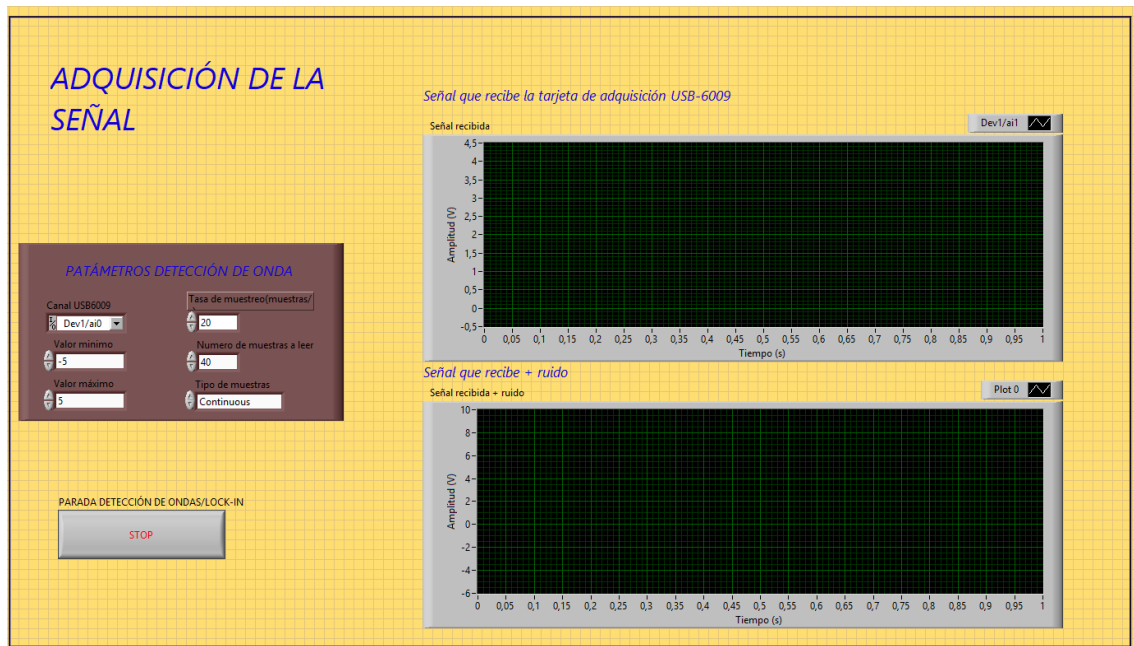 ADQUISICIÓN DE LA
SEÑAL
PATÁMETROS DETECCIÓN DE ONDA
Canal USB6009
Dev1/ai0
Valor minimo
-5
Valor máximo
5
Tasa de muestreo(muestras/
20
Numero de muestras a leer
40
Tipo de muestras
Continuous
PARADA DETECCIÓN DE ONDAS/LOCK-IN
STOP
Señal que recibe la tarjeta de adquisición USB-6009
Señal recibida
Dev1/ai1
Amplitud (V)
4,5
4
3,5
3
2,5
2
1,5
1
0,5
0
-0,5
0 0,05 0,1 0,15 0,2 0,25 0,3 0,35 0,4 0,45 0,5 0,55 0,6 0,65 0,7 0,75 0,8 0,85 0,9 0,95 1
Tiempo (s)
Señal que recibe + ruido
Señal recibida + ruido
Plot 0
Amplitud (V)
10
8
6
4
2
0
-2
-4
-6
0 0,05 0,1 0,15 0,2 0,25 0,3 0,35 0,4 0,45 0,5 0,55 0,6 0,65 0,7 0,75 0,8 0,85 0,9 0,95 1
Tiempo (s)